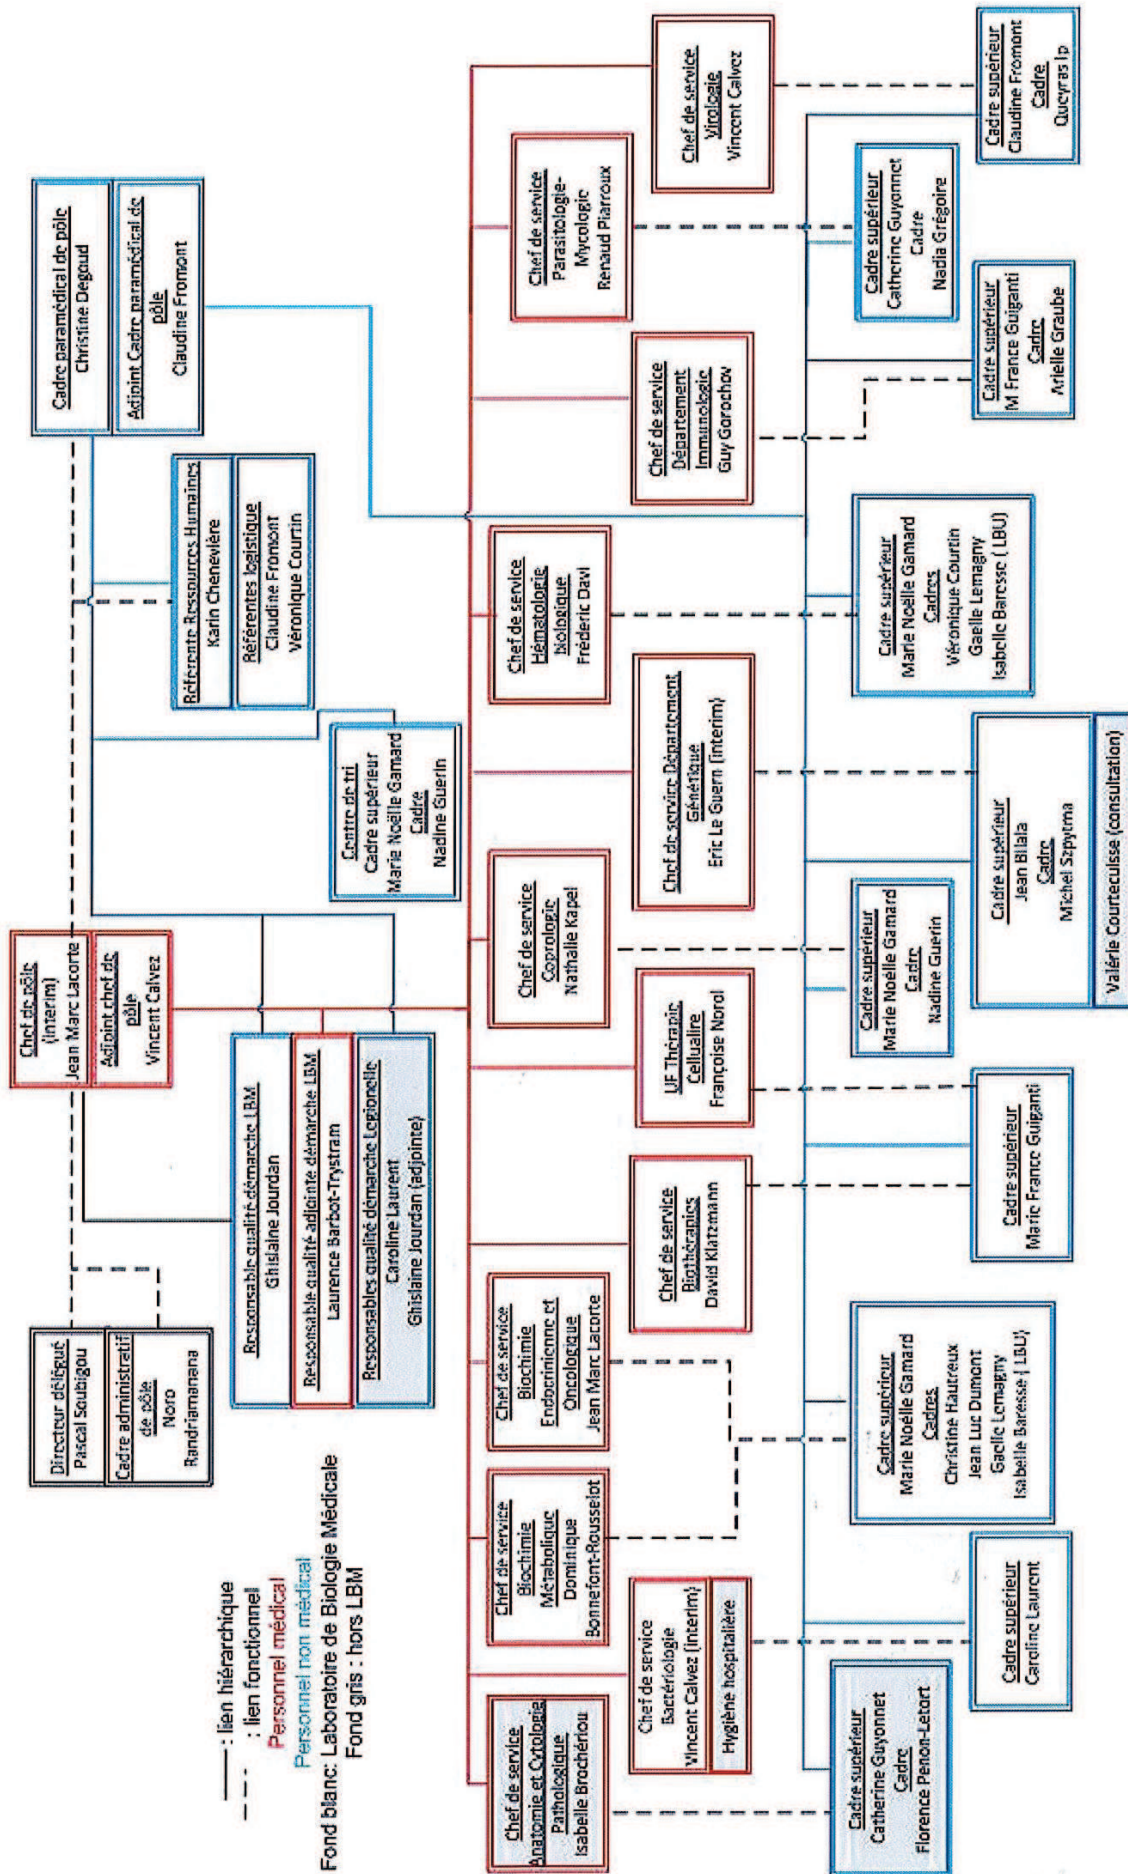 ——— : lien hiérarchique
– – – : lien fonctionnel
Personnel médical
Personnel non médical
Fond blanc: Laboratoire de Biologie Médicale
Fond gris : hors LBM
Directeur délégué
Pascal Soubigou
Cadre administratif
de pôle
Noro
Randriamanana
Chef de pôle
(interim)
Jean Marc Lacorte
Adjoint chef de
pôle
Vincent Calvez
Cadre paramédical de pôle
Christine Degoud
Adjoint Cadre paramédical de
pôle
Claudine Fromont
Référente Ressources Humaines
Karin Chenevière
Référentes logistique
Claudine Fromont
Véronique Courtin
Responsable qualité démarche LBM
Ghislaine Jourdan
Responsable qualité adjointe démarche LBM
Laurence Barbot-Trystram
Responsables qualité démarche Legionelle
Caroline Laurent
Ghislaine Jourdan (adjointe)
Centre de tri
Cadre supérieur
Marie Noëlle Gamard
Cadre
Nadine Guerin
Chef de service
Anatomie et Cytologie
Pathologique
Isabelle Brochériou
Chef de service
Biochimie
Métabolique
Dominique
Bonnefont-Rousselot
Chef de service
Biochimie
Endocrinienne et
Oncologique
Jean Marc Lacorte
Chef de service
Coprologie
Nathalie Kapel
Chef de service
Hématologie
biologique
Frédéric Davi
Chef de service
Parasitologie-
Mycologie
Renaud Piarroux
Chef de service
Bactériologie
Vincent Calvez (interim)
Hygiène hospitalière
Chef de service
Biothérapies
David Klatzmann
UF Thérapie
Cellualire
Françoise Norol
Chef de service Département
Génétique
Eric Le Guern (interim)
Chef de service
Département
Immunologie
Guy Gorochov
Chef de service
Virologie
Vincent Calvez
Cadre supérieur
Catherine Guyonnet
Cadre
Florence Penon-Letort
Cadre supérieur
Marie Noëlle Gamard
Cadres
Christine Hautreux
Jean Luc Dumont
Gaelle Lemagny
Isabelle Baresse ( LBU)
Cadre supérieur
Marie Noëlle Gamard
Cadre
Nadine Guerin
Cadre supérieur
Marie Noëlle Gamard
Cadres
Véronique Courtin
Gaelle Lemagny
Isabelle Baresse ( LBU)
Cadre supérieur
Catherine Guyonnet
Cadre
Nadia Grégoire
Cadre supérieur
Caroline Laurent
Cadre supérieur
Marie France Guiganti
Cadre supérieur
Jean Bilala
Cadre
Michel Szpytma
Valérie Courtecuisse (consultation)
Cadre supérieur
M France Guiganti
Cadre
Arielle Graube
Cadre supérieur
Claudine Fromont
Cadre
Queyras Ip